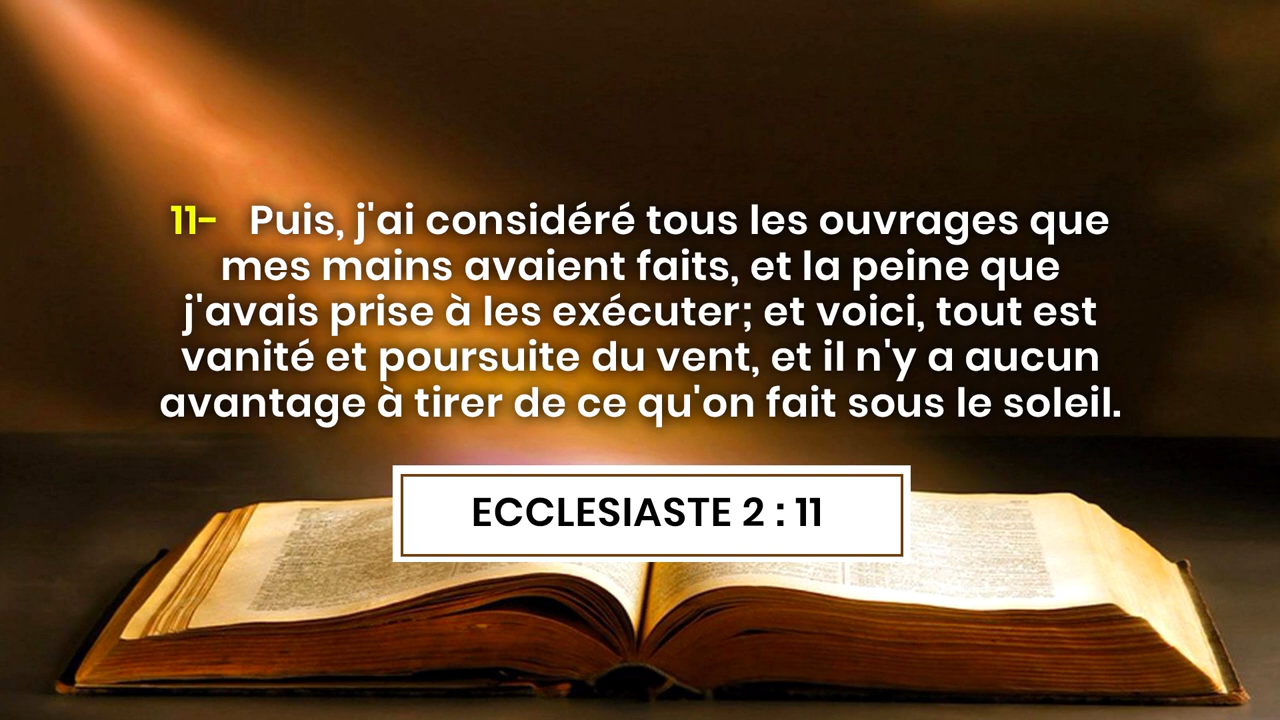 11- Puis, j'ai considéré tous les ouvrages que
mes mains avaient faits, et la peine que
j'avais prise à les exécuter; et voici, tout est
vanité et poursuite du vent, et il n'y a aucun
avantage à tirer de ce qu'on fait sous le soleil.
ECCLESIASTE 2 : 11